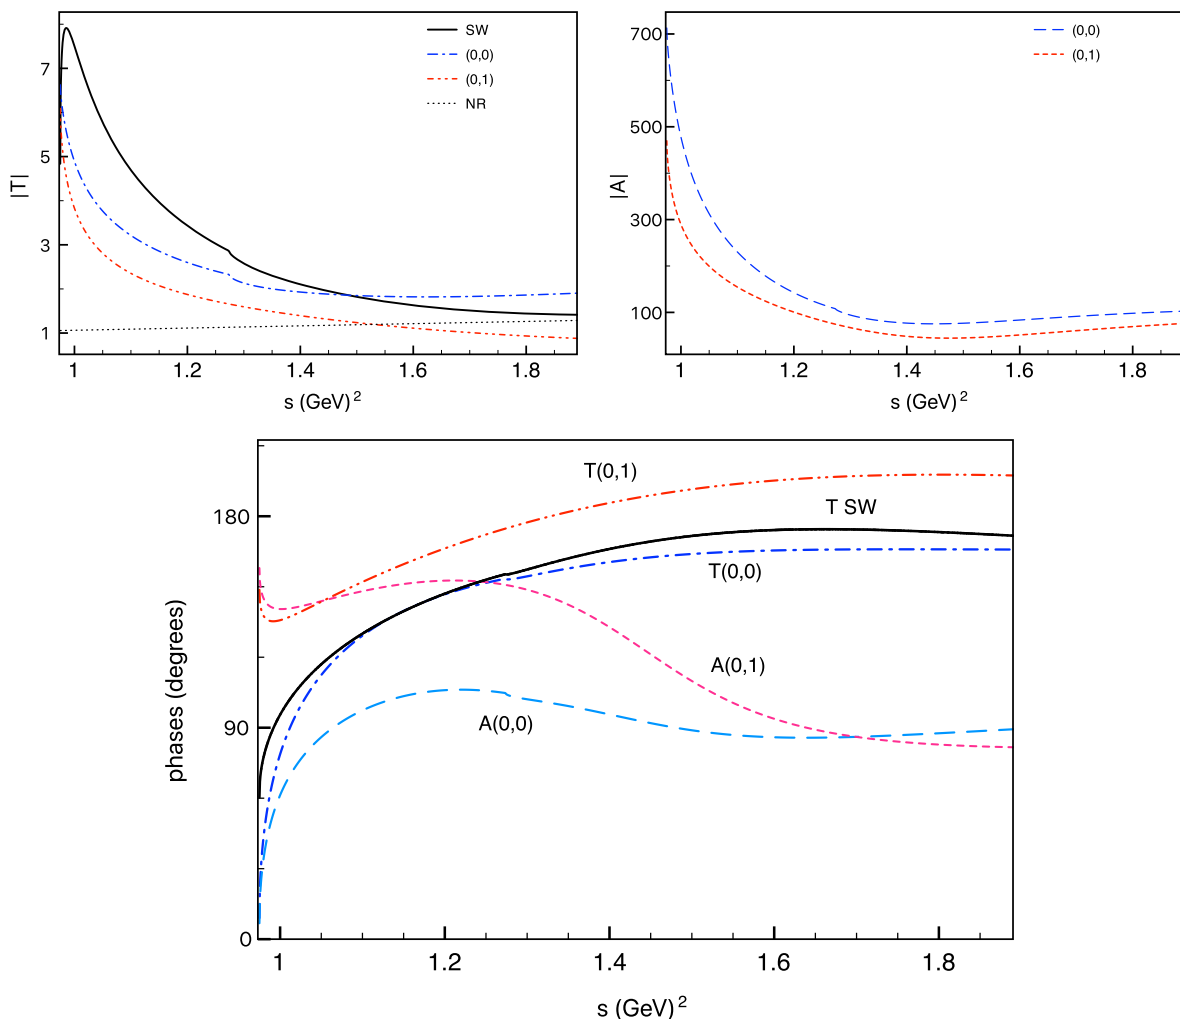 SW
(0,0)
(0,1)
NR
7
5
3
1
|T|
1
1.2
1.4
1.6
1.8
s (GeV) 2
(0,0)
(0,1)
700
500
300
100
|A|
1
1.2
1.4
1.6
1.8
s (GeV) 2
T(0,1)
T SW
T(0,0)
A(0,1)
A(0,0)
180
90
0
phases (degrees)
1
1.2
1.4
1.6
1.8
s (GeV) 2